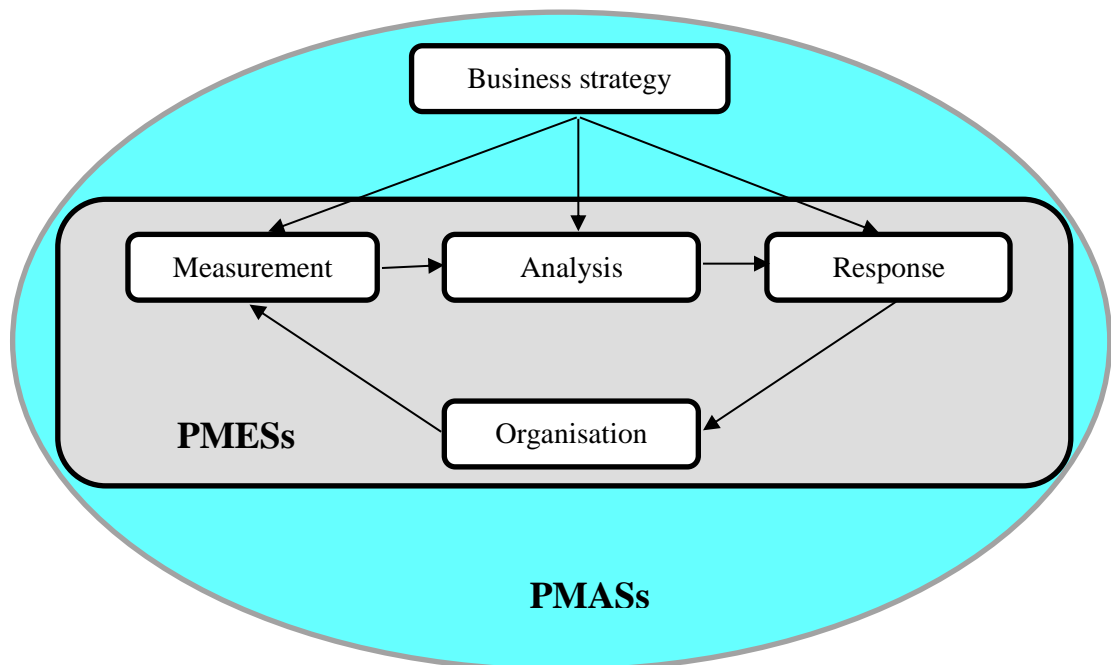 Business strategy
Measurement
Analysis
Response
Organisation
PMESs
PMASs